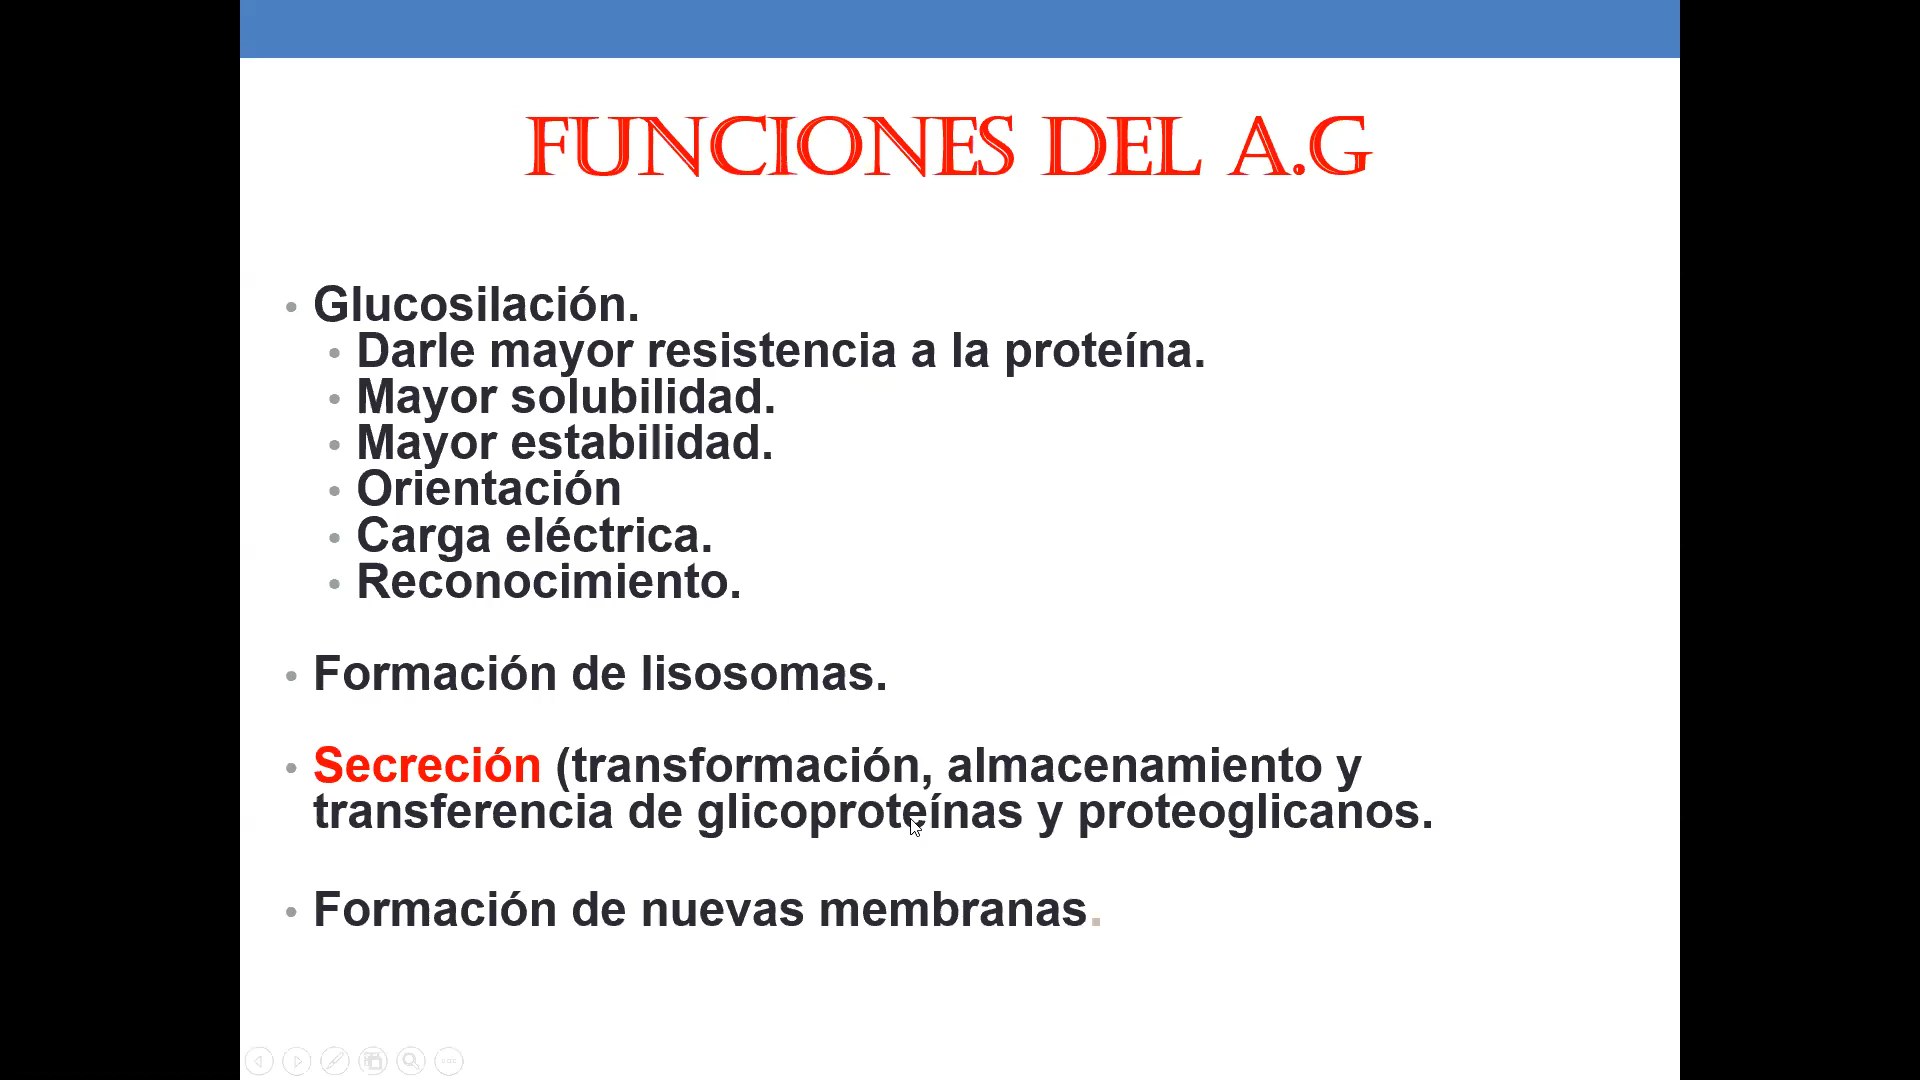 FUNCIONES DEL A.G
• Glucosilación.
• Darle mayor resistencia a la proteína.
• Mayor solubilidad.
• Mayor estabilidad.
• Orientación
• Carga eléctrica.
• Reconocimiento.
• Formación de lisosomas.
• Secreción (transformación, almacenamiento y
transferencia de glicoproteínas y proteoglicanos.
• Formación de nuevas membranas.